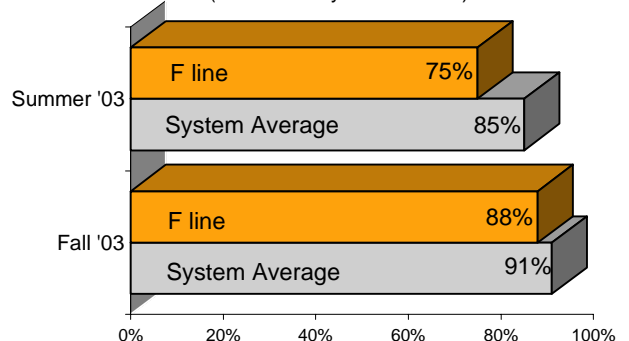 F line 75%
Summer '03
System Average 85%
F line 88%
Fall '03
System Average 91%
0% 20% 40% 60% 80% 100%